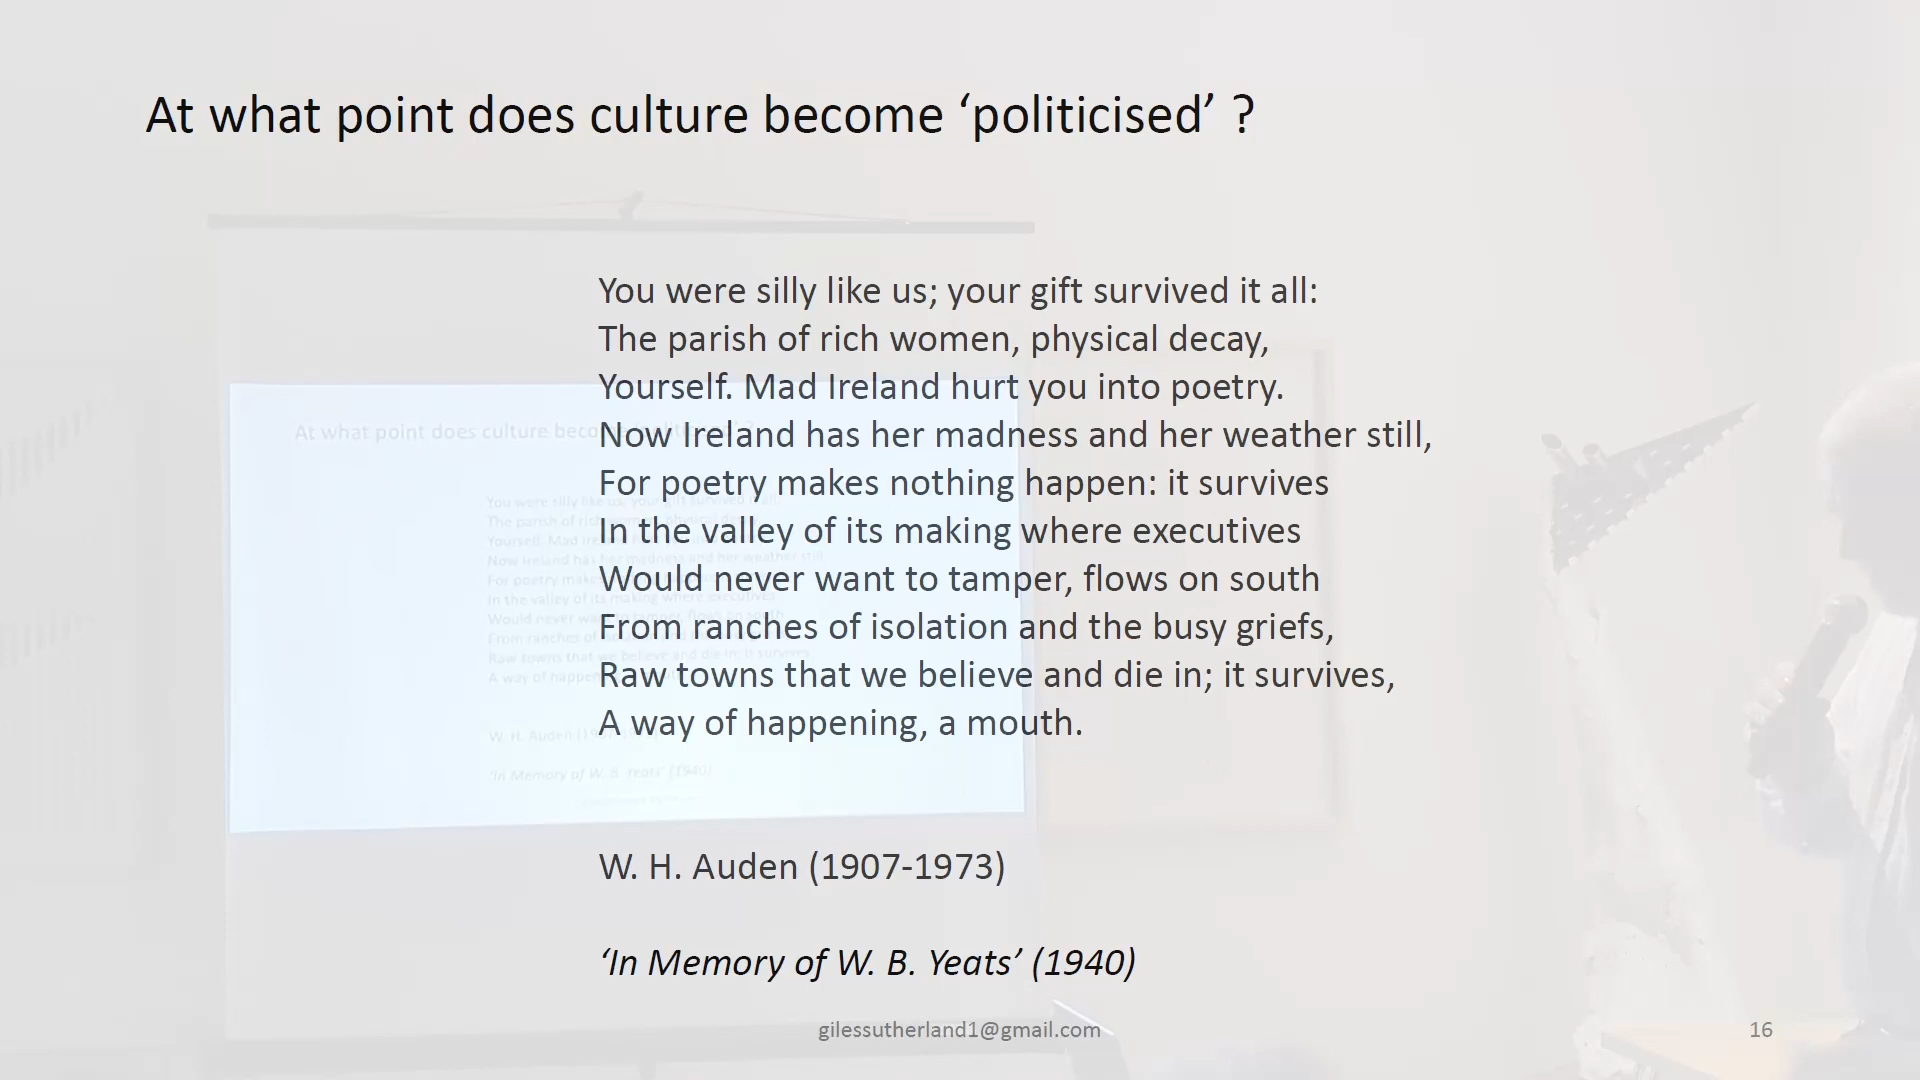 At what point does culture become ‘politicised’ ?
You were silly like us; your gift survived it all:
The parish of rich women, physical decay,
Yourself. Mad Ireland hurt you into poetry.
Now Ireland has her madness and her weather still,
For poetry makes nothing happen: it survives
In the valley of its making where executives
Would never want to tamper, flows on south
From ranches of isolation and the busy griefs,
Raw towns that we believe and die in; it survives,
A way of happening, a mouth.
W. H. Auden (1907-1973)
‘In Memory of W. B. Yeats’ (1940)
gilessutherland1@gmail.com
16